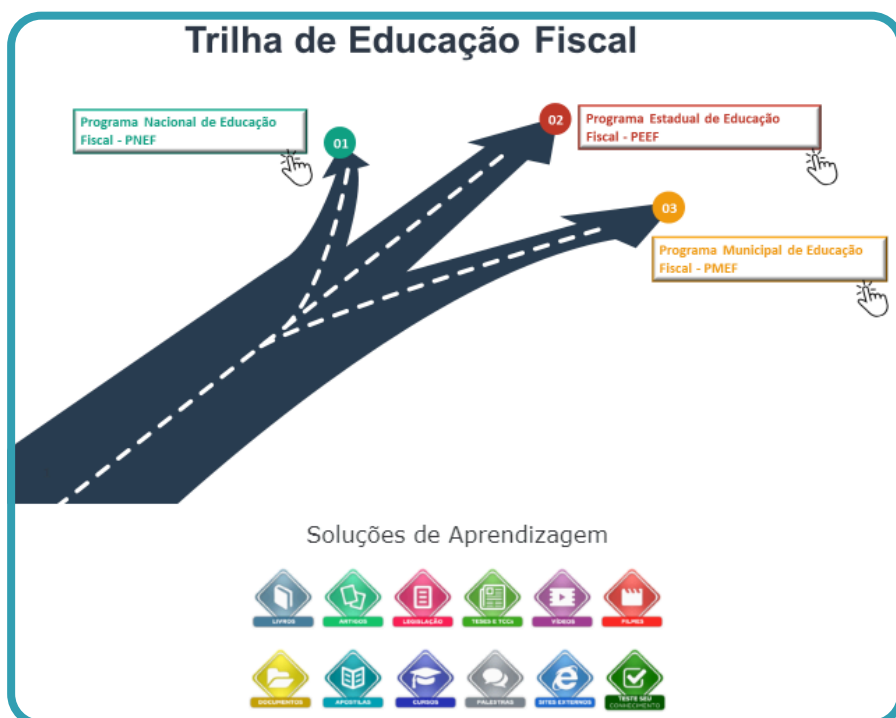 Trilha de Educação Fiscal
Programa Nacional de Educação
Fiscal - PNEF
01
02
Programa Estadual de Educação
Fiscal - PEEF
03
Programa Municipal de Educação
Fiscal - PMEF
Soluções de Aprendizagem
LIVROS
ARTIGOS
LEGISLAÇÃO
TESES E TCCs
VÍDEOS
FILMES
DOCUMENTOS
APOSTILAS
CURSOS
PALESTRAS
SITES EXTERNOS
TESTE SEU
CONHECIMENTO